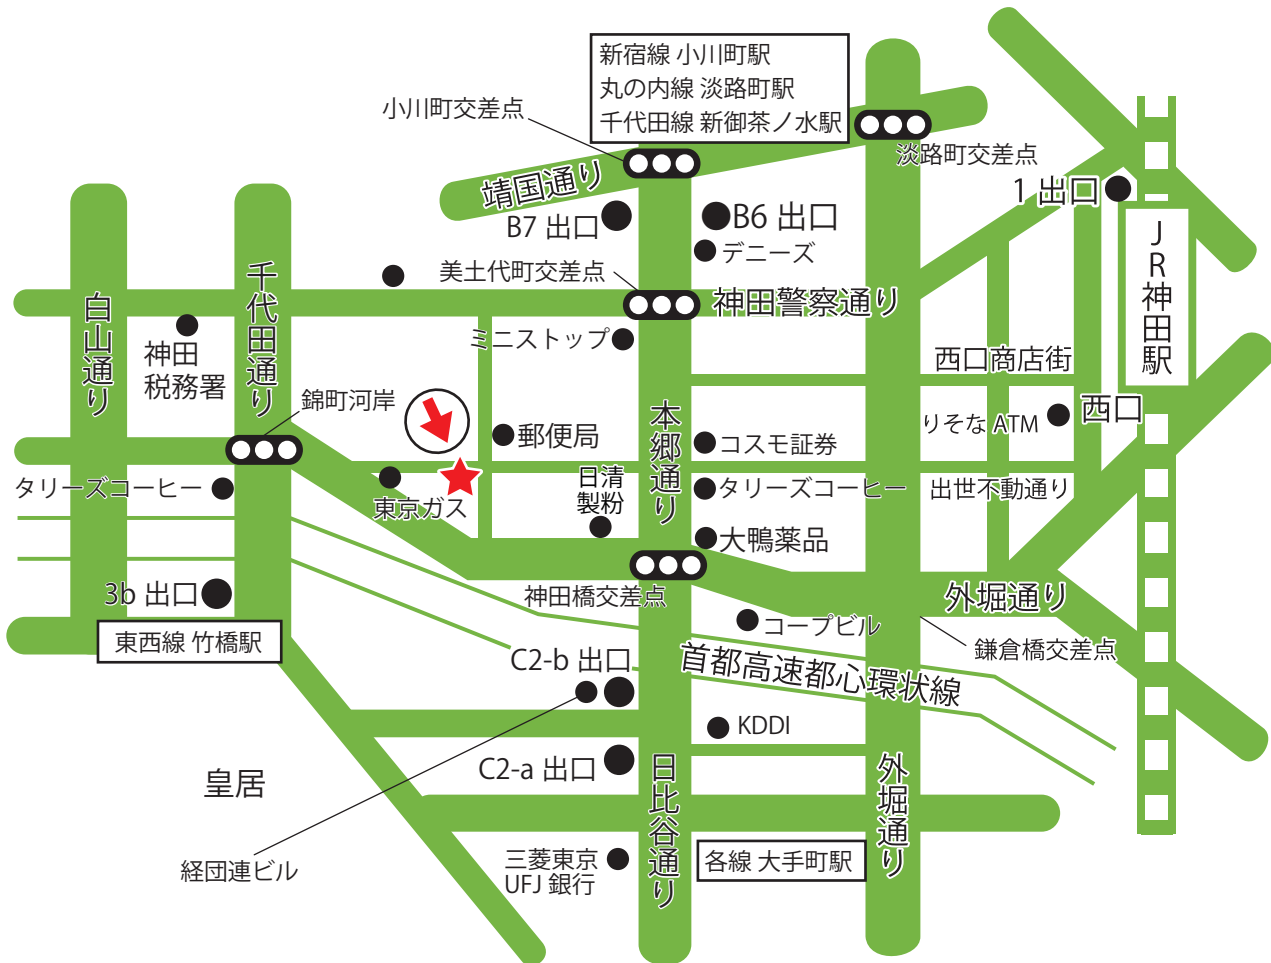 新宿線 小川町駅
丸の内線 淡路町駅
千代田線 新御茶ノ水駅
小川町交差点
淡路町交差点
靖国通り
1 出口
B7 出口
B6 出口
デニーズ
美土代町交差点
神田警察通り
JR神田駅
白山通り
千代田通り
神田
税務署
ミニストップ
西口商店街
錦町河岸
本郷通り
西口
りそな ATM
郵便局
コスモ証券
タリーズコーヒー
東京ガス
日清
製粉
タリーズコーヒー
出世不動通り
大鴨薬品
3b 出口
神田橋交差点
外堀通り
東西線 竹橋駅
コープビル
鎌倉橋交差点
C2-b 出口
首都高速都心環状線
KDDI
C2-a 出口
日比谷通り
外堀通り
皇居
経団連ビル
三菱東京
UFJ 銀行
各線 大手町駅